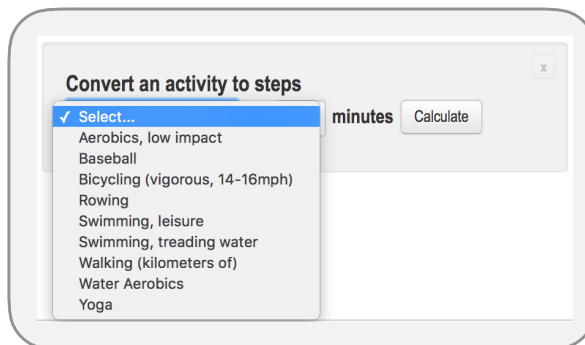 x
Convert an activity to steps
✓ Select... minutes Calculate
Aerobics, low impact
Baseball
Bicycling (vigorous, 14-16mph)
Rowing
Swimming, leisure
Swimming, treading water
Walking (kilometers of)
Water Aerobics
Yoga